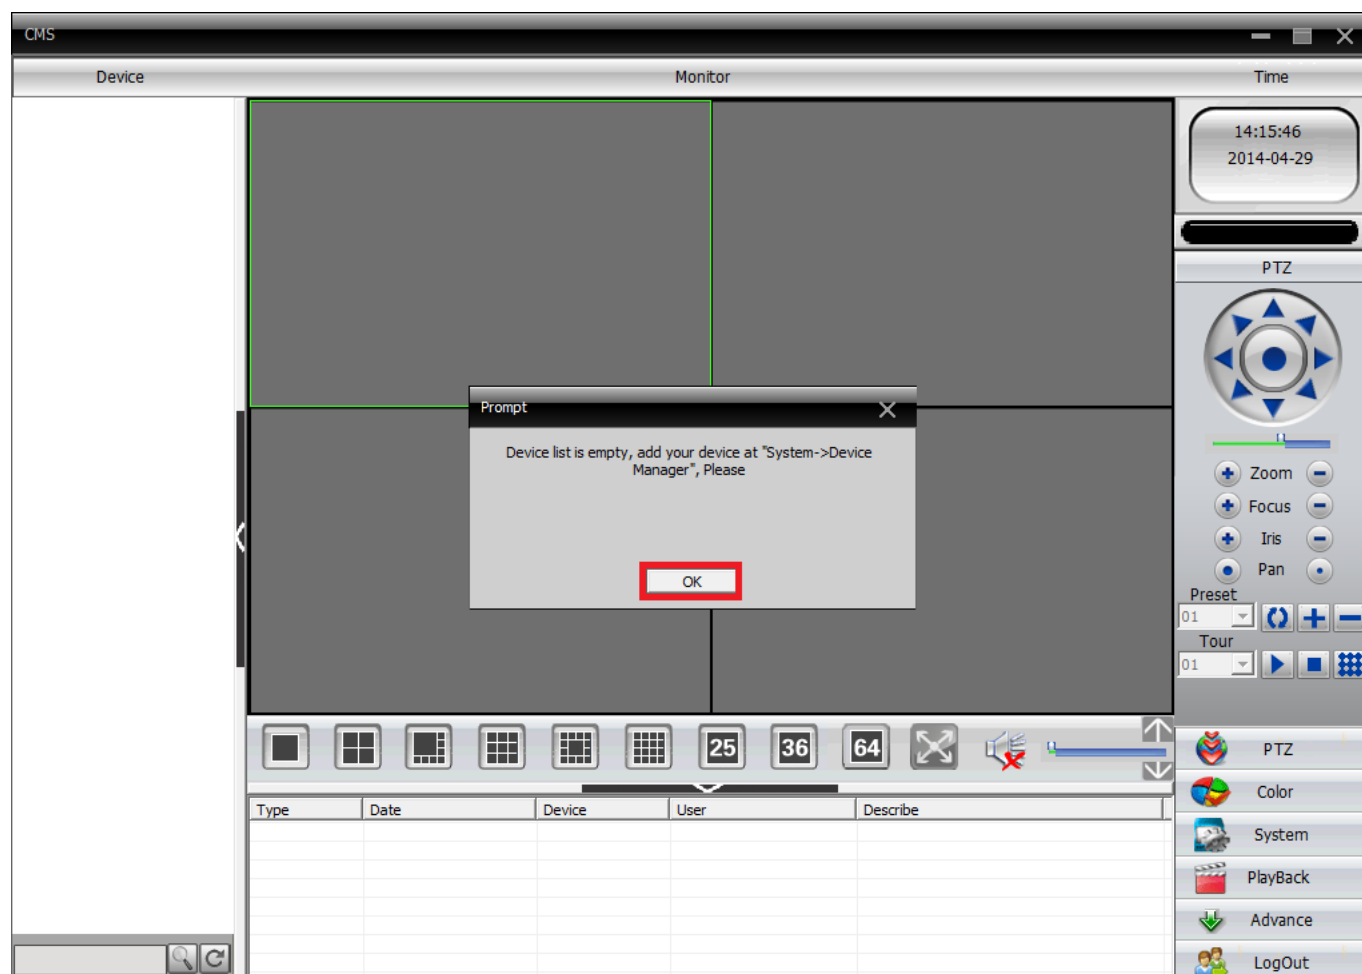 CMS
Device
Monitor
Time
14:15:46
2014-04-29
PTZ
Prompt
Device list is empty, add your device at "System->Device
Manager", Please
OK
Zoom
Focus
Iris
Pan
Preset
01
Tour
01
25
36
64
PTZ
Color
System
PlayBack
Advance
LogOut
Type Date Device User Describe